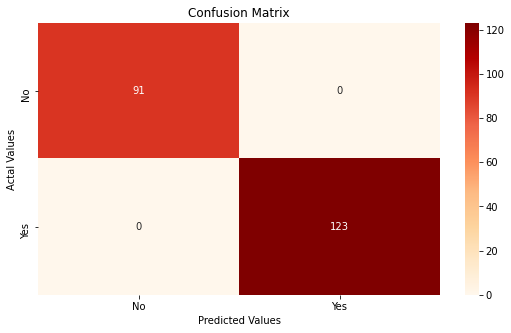 Confusion Matrix
Actal Values
No
Yes
91
0
0
123
No
Yes
Predicted Values
120
100
80
60
40
20
0